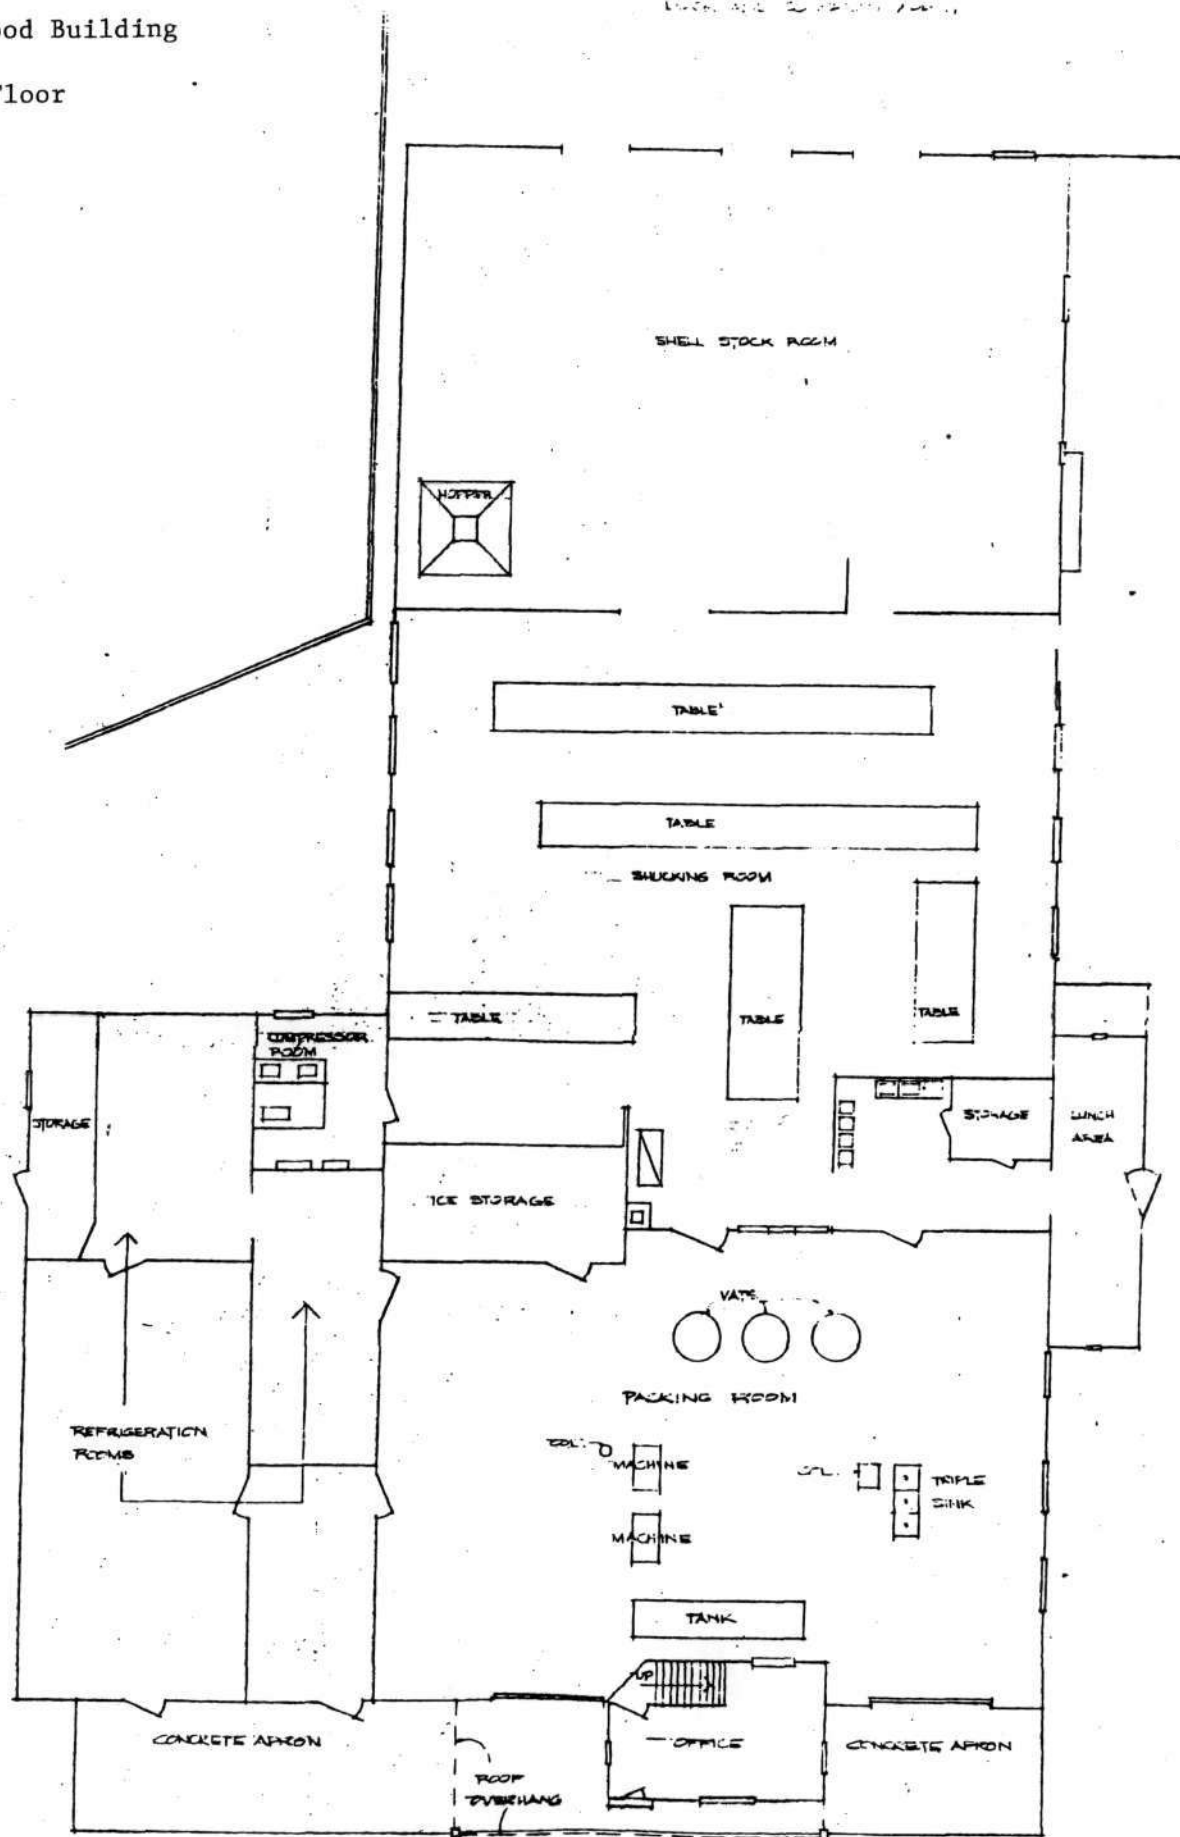 ood Building
Floor
SHELL STOCK ROOM
HOPPER
TABLE
TABLE
SHUCKING ROOM
TABLE
TABLE
TABLE
COMPRESSOR
ROOM
STORAGE
STORAGE
LUNCH
AREA
ICE STORAGE
VATS
PACKING ROOM
REFRIGERATION
ROOMS
COL.
MACHINE
TRIPLE
SINK
MACHINE
TANK
UP
CONCRETE APRON
OFFICE
CONCRETE APRON
ROOF
OVERHANG